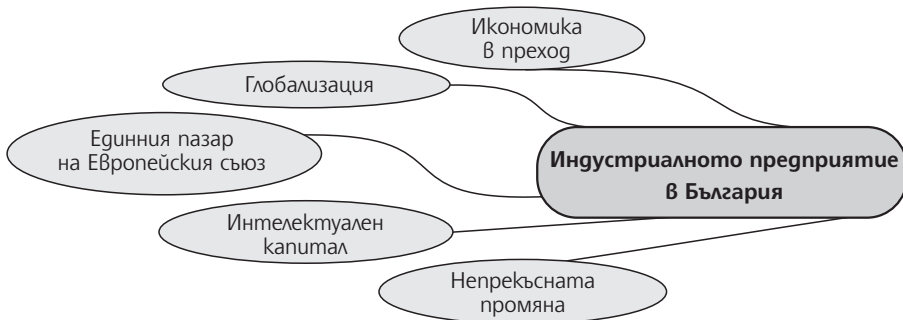 Икономика
в преход
Глобализация
Единния пазар
на Европейския съюз
Индустриалното предприятие
в България
Интелектуален
капитал
Непрекъсната
промяна